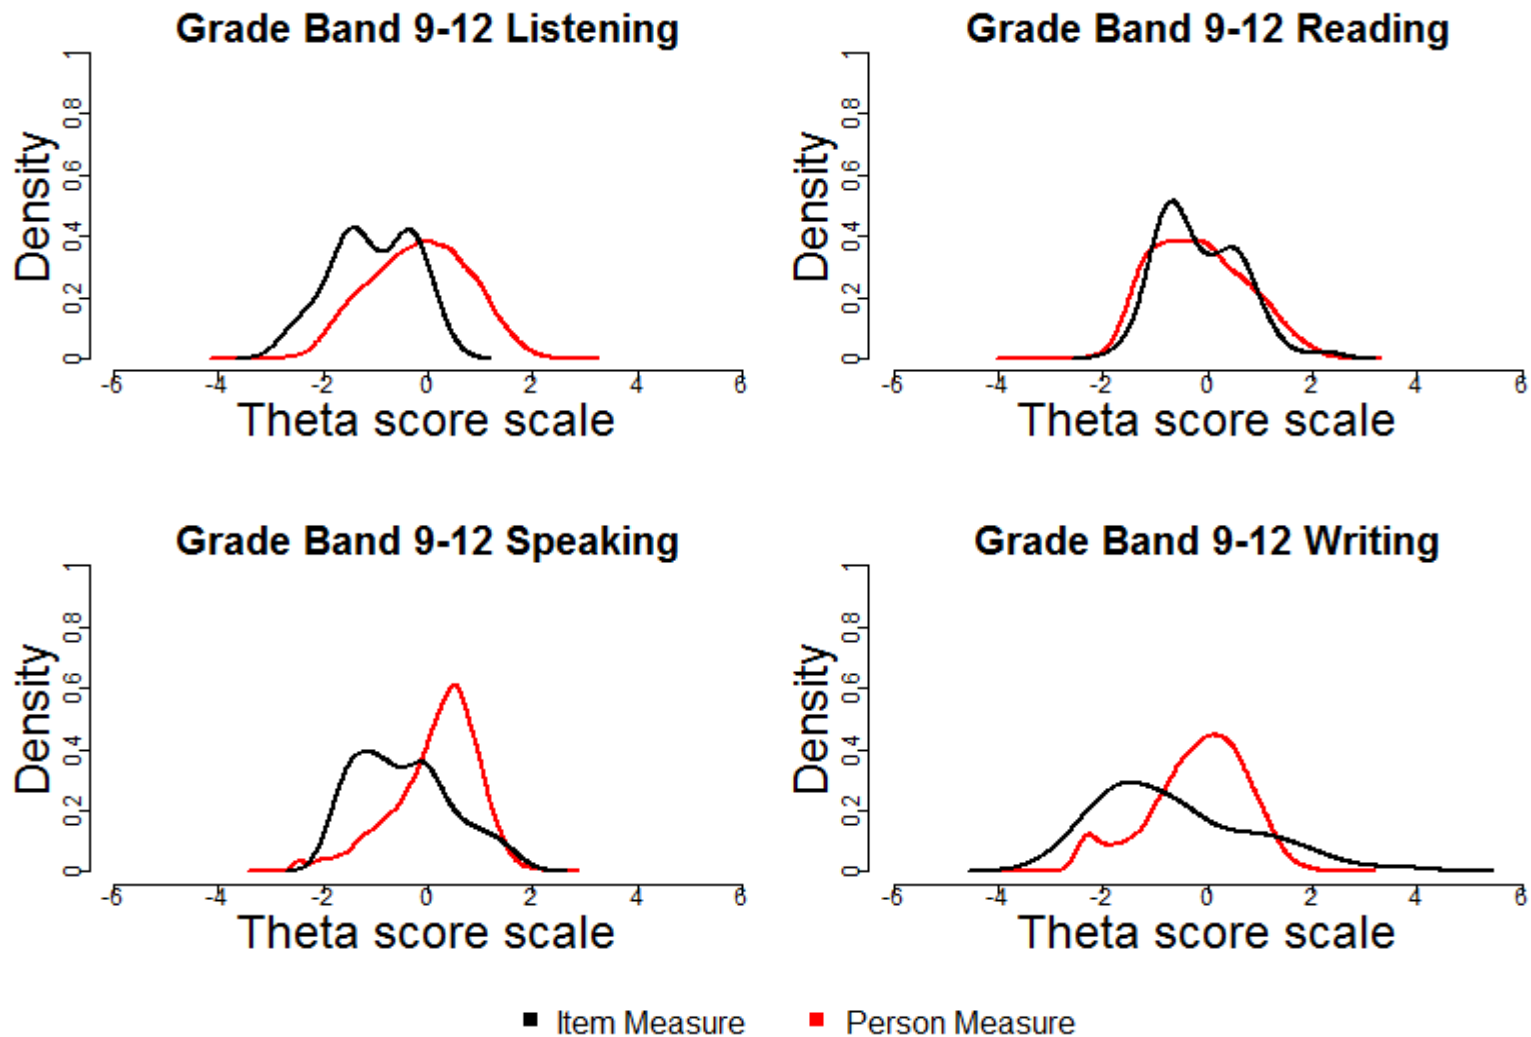 Grade Band 9-12 Listening
Density
0 0.2 0.4 0.6 0.8 1
-6 -4 -2 0 2 4 6
Theta score scale
Grade Band 9-12 Reading
Density
0 0.2 0.4 0.6 0.8 1
-6 -4 -2 0 2 4 6
Theta score scale
Grade Band 9-12 Speaking
Density
0 0.2 0.4 0.6 0.8 1
-6 -4 -2 0 2 4 6
Theta score scale
Grade Band 9-12 Writing
Density
0 0.2 0.4 0.6 0.8 1
-6 -4 -2 0 2 4 6
Theta score scale
Item Measure Person Measure